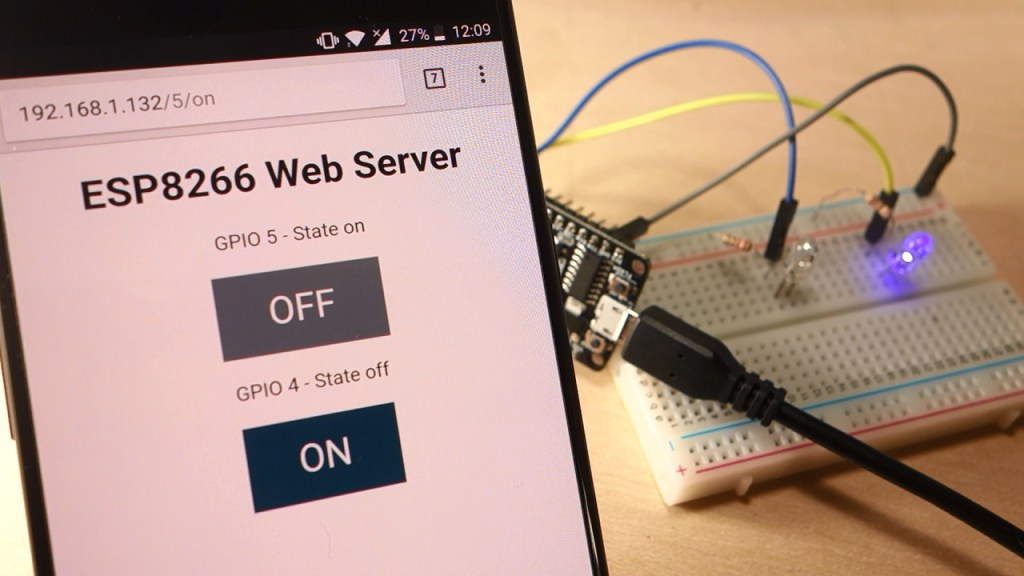 27%
12:09
192.168.1.132/5/on
7
ESP8266 Web Server
GPIO 5 - State on
OFF
GPIO 4 - State off
ON
- +